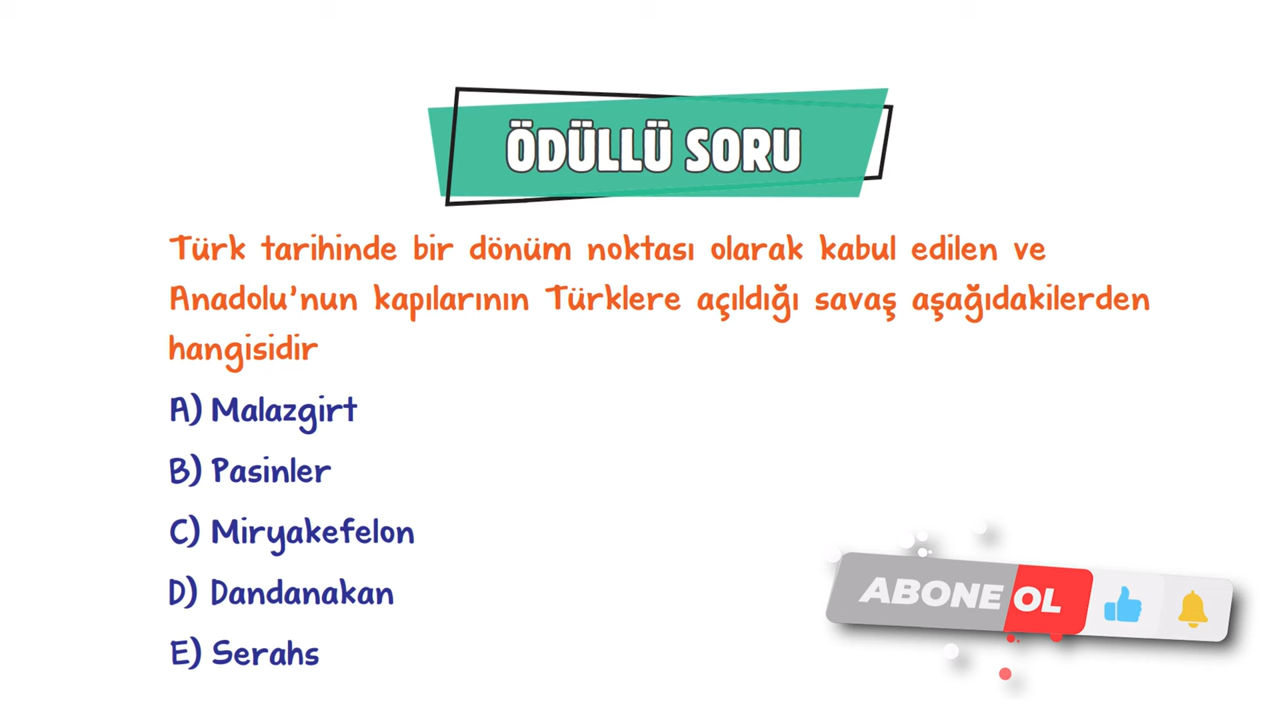 ÖDÜLLÜ SORU
Türk tarihinde bir dönüm noktası olarak kabul edilen ve
Anadolu'nun kapılarının Türklere açıldığı savaş aşağıdakilerden
hangisidir
A) Malazgirt
B) Pasinler
C) Miryakefelon
D) Dandanakan
E) Serahs
ABONE OL